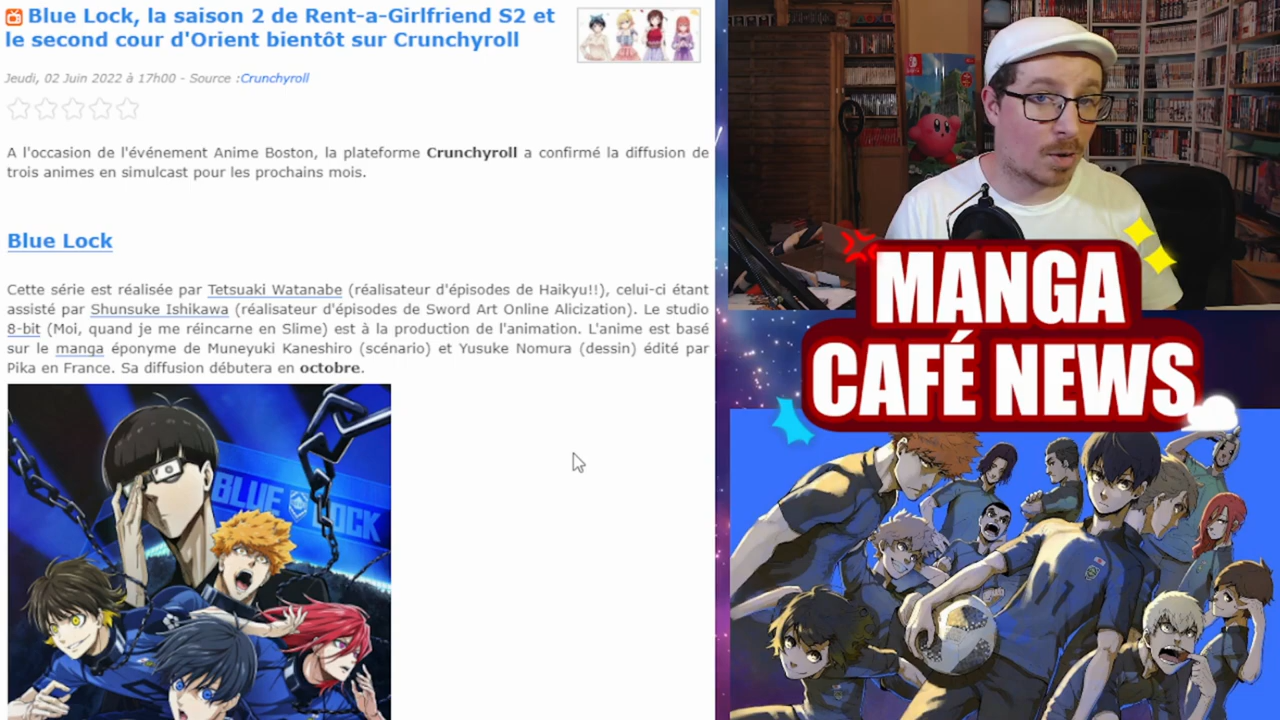 Blue Lock, la saison 2 de Rent-a-Girlfriend S2 et
le second cour d'Orient bientôt sur Crunchyroll
Jeudi, 02 Juin 2022 à 17h00 - Source :Crunchyroll
A l'occasion de l'événement Anime Boston, la plateforme Crunchyroll a confirmé la diffusion de
trois animes en simulcast pour les prochains mois.
Blue Lock
Cette série est réalisée par Tetsuaki Watanabe (réalisateur d'épisodes de Haikyu!!), celui-ci étant
assisté par Shunsuke Ishikawa (réalisateur d'épisodes de Sword Art Online Alicization). Le studio
8-bit (Moi, quand je me réincarne en Slime) est à la production de l'animation. L'anime est basé
sur le manga éponyme de Muneyuki Kaneshiro (scénario) et Yusuke Nomura (dessin) édité par
Pika en France. Sa diffusion débutera en octobre.
BLUE LOCK
MANGA
CAFÉ NEWS
11